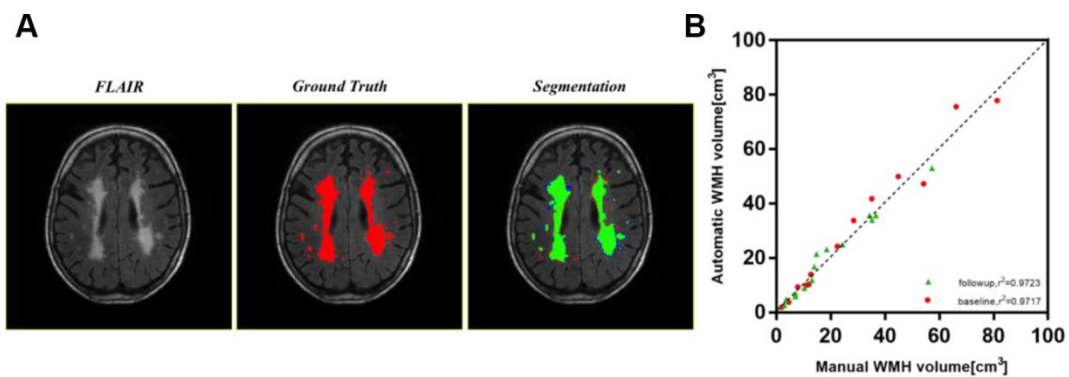 A
B
FLAIR
Ground Truth
Segmentation
Automatic WMH volume[cm³]
100
80
60
40
20
0
followup,r²=0.9723
baseline,r²=0.9717
0 20 40 60 80 100
Manual WMH volume[cm³]